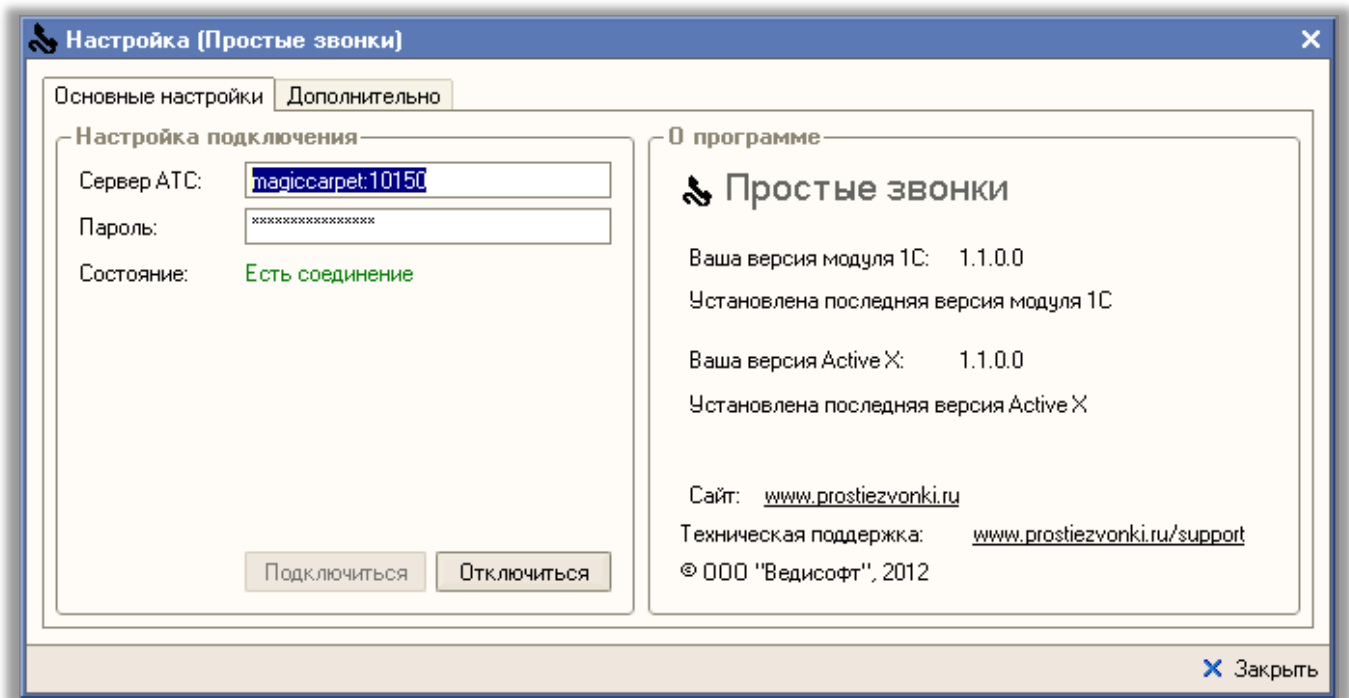 Настройка (Простые звонки)
Основные настройки Дополнительно
Настройка подключения
Сервер АТС: magiccarpet:10150
Пароль: ****************
Состояние: Есть соединение
Подключиться Отключиться
О программе
Простые звонки
Ваша версия модуля 1С: 1.1.0.0
Установлена последняя версия модуля 1С
Ваша версия Active X: 1.1.0.0
Установлена последняя версия Active X
Сайт: www.prostiezvonki.ru
Техническая поддержка: www.prostiezvonki.ru/support
© ООО "Ведисофт", 2012
Закрыть